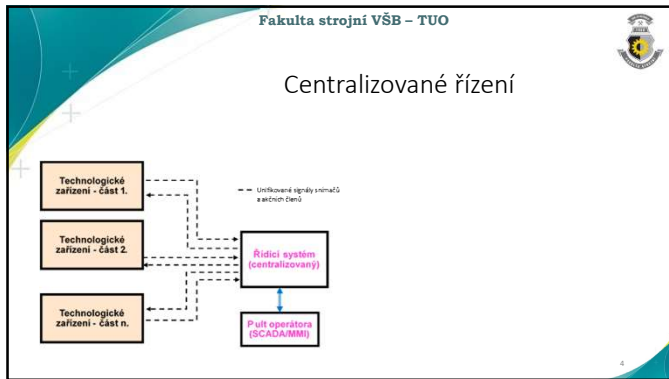 Fakulta strojní VŠB – TUO
Centralizované řízení
Technologické
zařízení - část 1.
Unifikované signály snímačů
a akčních členů
Technologické
zařízení - část 2.
Řídicí systém
(centralizovaný)
Technologické
zařízení - část n.
Pult operátora
(SCADA/MMI)
4